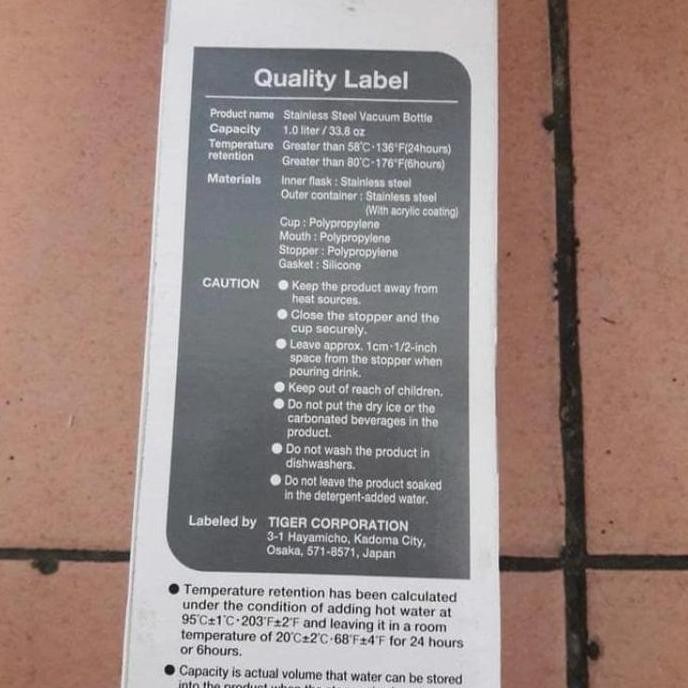 Quality Label
Product name Stainless Steel Vacuum Bottle
Capacity 1.0 liter / 33.8 oz
Temperature Greater than 58℃·136°F(24hours)
retention Greater than 80℃·176°F(6hours)
Materials Inner flask : Stainless steel
Outer container : Stainless steel
(With acrylic coating)
Cup : Polypropylene
Mouth : Polypropylene
Stopper : Polypropylene
Gasket : Silicone
CAUTION ● Keep the product away from
heat sources.
● Close the stopper and the
cup securely.
● Leave approx. 1cm·1/2-inch
space from the stopper when
pouring drink.
● Keep out of reach of children.
● Do not put the dry ice or the
carbonated beverages in the
product.
● Do not wash the product in
dishwashers.
● Do not leave the product soaked
in the detergent-added water.
Labeled by TIGER CORPORATION
3-1 Hayamicho, Kadoma City,
Osaka, 571-8571, Japan
● Temperature retention has been calculated
under the condition of adding hot water at
95℃±1℃·203°F±2°F and leaving it in a room
temperature of 20℃±2℃·68°F±4°F for 24 hours
or 6hours.
● Capacity is actual volume that water can be stored
into the product when the